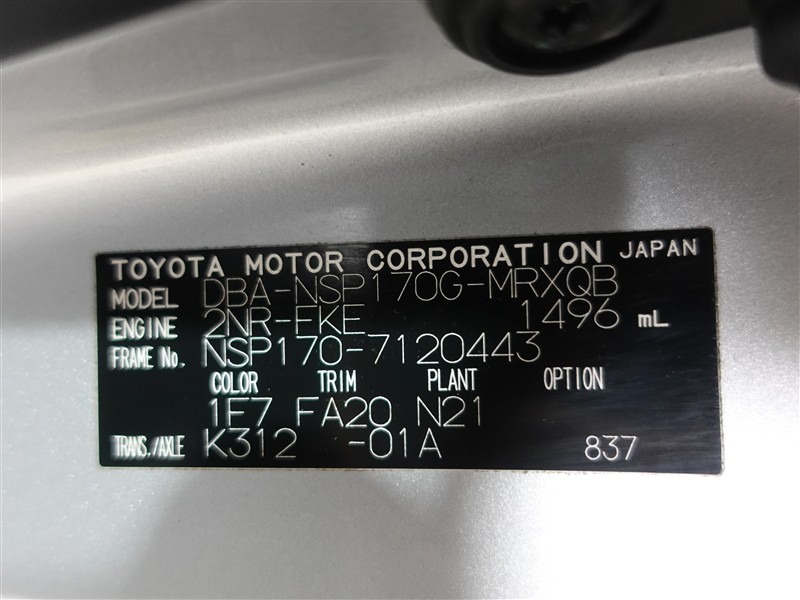 TOYOTA MOTOR CORPORATION JAPAN
MODEL DBA-NSP170G-MRXQB
ENGINE 2NR-FKE 1496 mL
FRAME No. NSP170-7120443
COLOR TRIM PLANT OPTION
1F7 FA20 N21
TRANS./AXLE K312 -01A 837